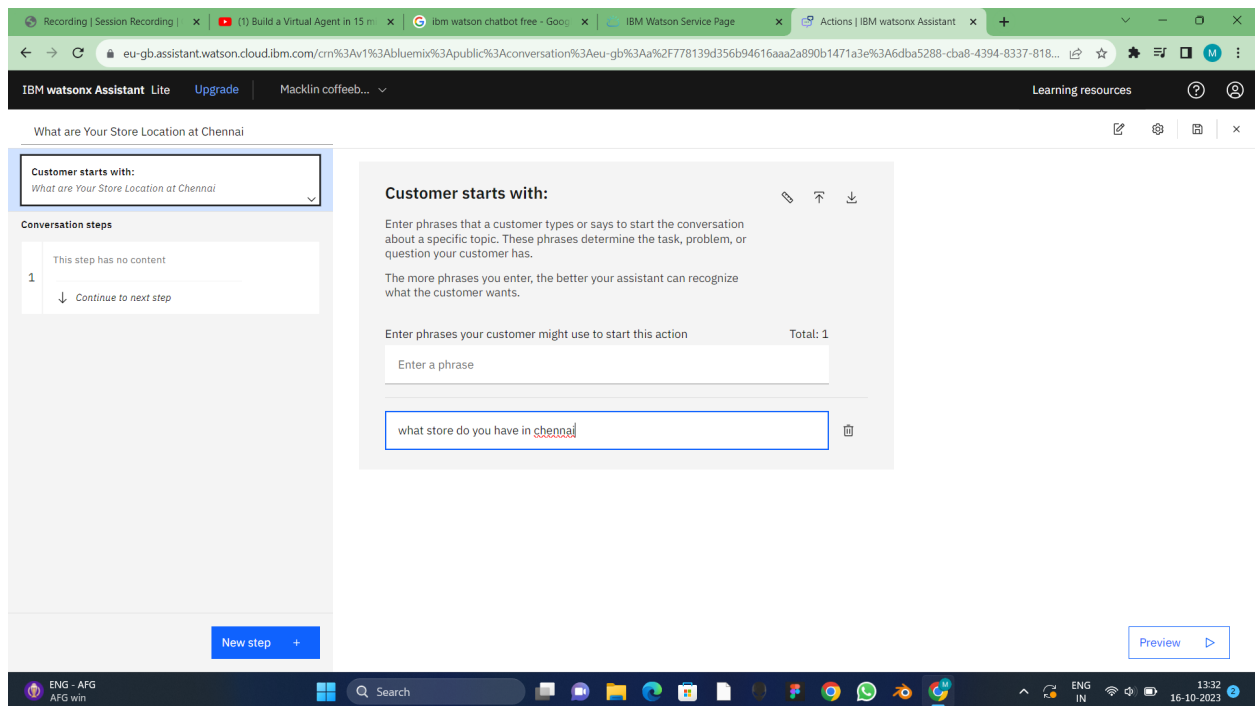 Recording | Session Recording |
(1) Build a Virtual Agent in 15 m
ibm watson chatbot free - Goog
IBM Watson Service Page
Actions | IBM watsonx Assistant
eu-gb.assistant.watson.cloud.ibm.com/crn%3Av1%3Abluemix%3Apublic%3Aconversation%3Aeu-gb%3Aa%2F778139d356b94616aaa2a890b1471a3e%3A6dba5288-cba8-4394-8337-818...
M
IBM watsonx Assistant Lite
Upgrade
Macklin coffeeb...
Learning resources
What are Your Store Location at Chennai
Customer starts with:
What are Your Store Location at Chennai
Conversation steps
1
This step has no content
Continue to next step
New step +
Customer starts with:
Enter phrases that a customer types or says to start the conversation
about a specific topic. These phrases determine the task, problem, or
question your customer has.
The more phrases you enter, the better your assistant can recognize
what the customer wants.
Enter phrases your customer might use to start this action
Total: 1
Enter a phrase
what store do you have in chennai
Preview
ENG - AFG
AFG win
Search
M
ENG
IN
13:32
16-10-2023
2